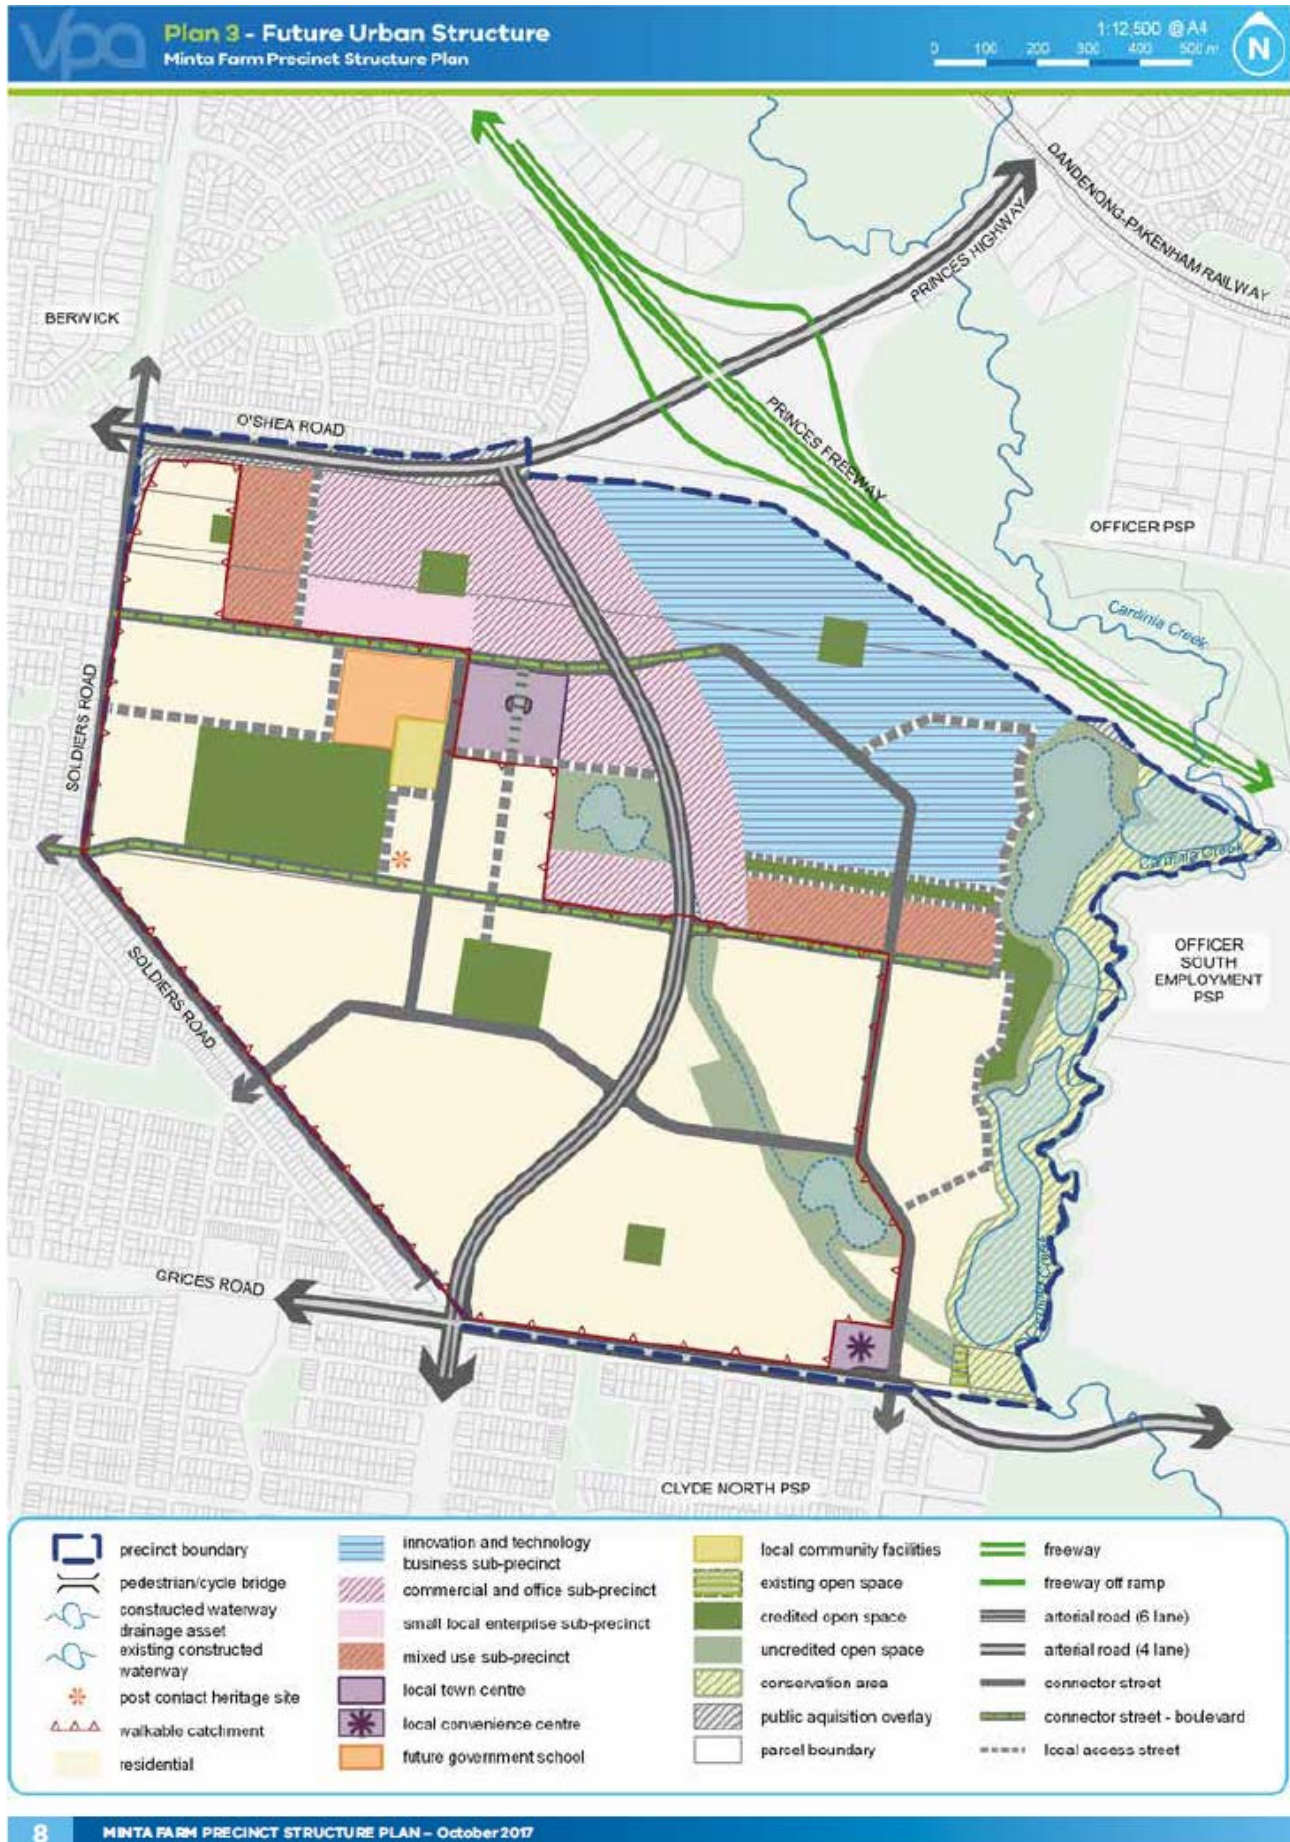 vpa
Plan 3 - Future Urban Structure
Minta Farm Precinct Structure Plan
1:12,500 @ A4
0 100 200 300 400 500 m
N
DANDENONG-PAKENHAM RAILWAY
PRINCES HIGHWAY
BERWICK
O'SHEA ROAD
PRINCES FREEWAY
OFFICER PSP
Cardinia Creek
SOLDIERS ROAD
Cardinia Creek
OFFICER
SOUTH
EMPLOYMENT
PSP
SOLDIERS ROAD
GRICES ROAD
CLYDE NORTH PSP
precinct boundary
pedestrian/cycle bridge
constructed waterway
drainage asset
existing constructed
waterway
post contact heritage site
walkable catchment
residential
innovation and technology
business sub-precinct
commercial and office sub-precinct
small local enterprise sub-precinct
mixed use sub-precinct
local town centre
local convenience centre
future government school
local community facilities
existing open space
credited open space
uncredited open space
conservation area
public aquisition overlay
parcel boundary
freeway
freeway off ramp
arterial road (6 lane)
arterial road (4 lane)
connector street
connector street - boulevard
local access street
8 MINTA FARM PRECINCT STRUCTURE PLAN – October 2017